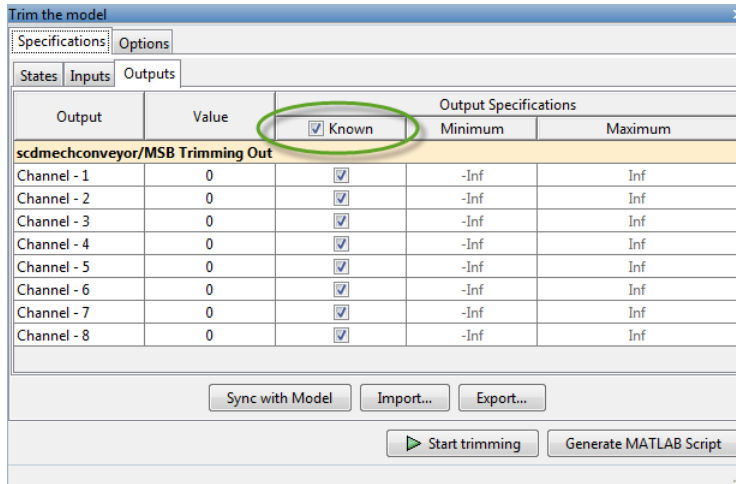 Trim the model
Specifications Options
States Inputs Outputs
Output Value Output Specifications
Known Minimum Maximum
scdmechconveyor/MSB Trimming Out
Channel - 1 0 -Inf Inf
Channel - 2 0 -Inf Inf
Channel - 3 0 -Inf Inf
Channel - 4 0 -Inf Inf
Channel - 5 0 -Inf Inf
Channel - 6 0 -Inf Inf
Channel - 7 0 -Inf Inf
Channel - 8 0 -Inf Inf
Sync with Model Import... Export...
Start trimming Generate MATLAB Script